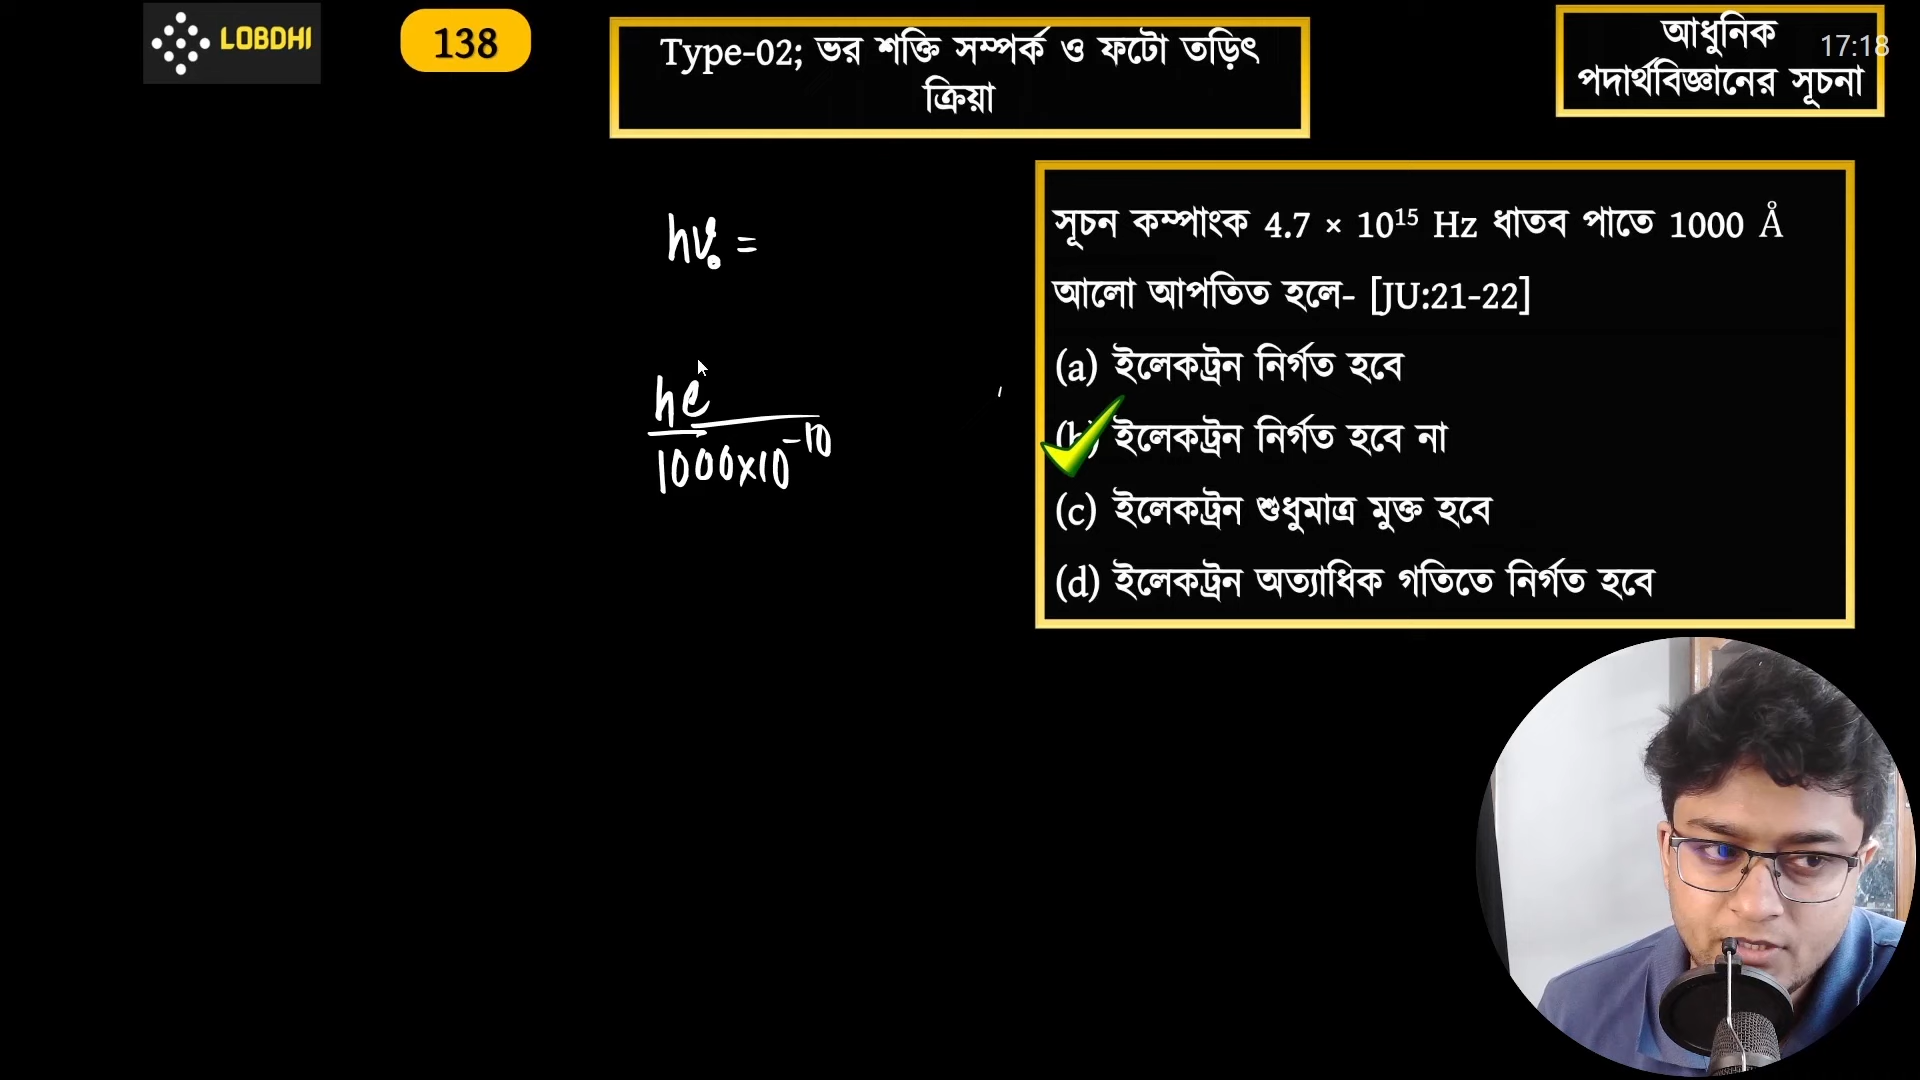 LOBDHI
138
Type-02; ভর শক্তি সম্পর্ক ও ফটো তড়িৎ
ক্রিয়া
আধুনিক
পদার্থবিজ্ঞানের সূচনা
17:18
hν₀ =
hc
1000×10⁻¹⁰
সূচন কম্পাংক 4.7 × 10¹⁵ Hz ধাতব পাতে 1000 Å
আলো আপতিত হলে- [JU:21-22]
(a) ইলেকট্রন নির্গত হবে
(b) ইলেকট্রন নির্গত হবে না
(c) ইলেকট্রন শুধুমাত্র মুক্ত হবে
(d) ইলেকট্রন অত্যাধিক গতিতে নির্গত হবে